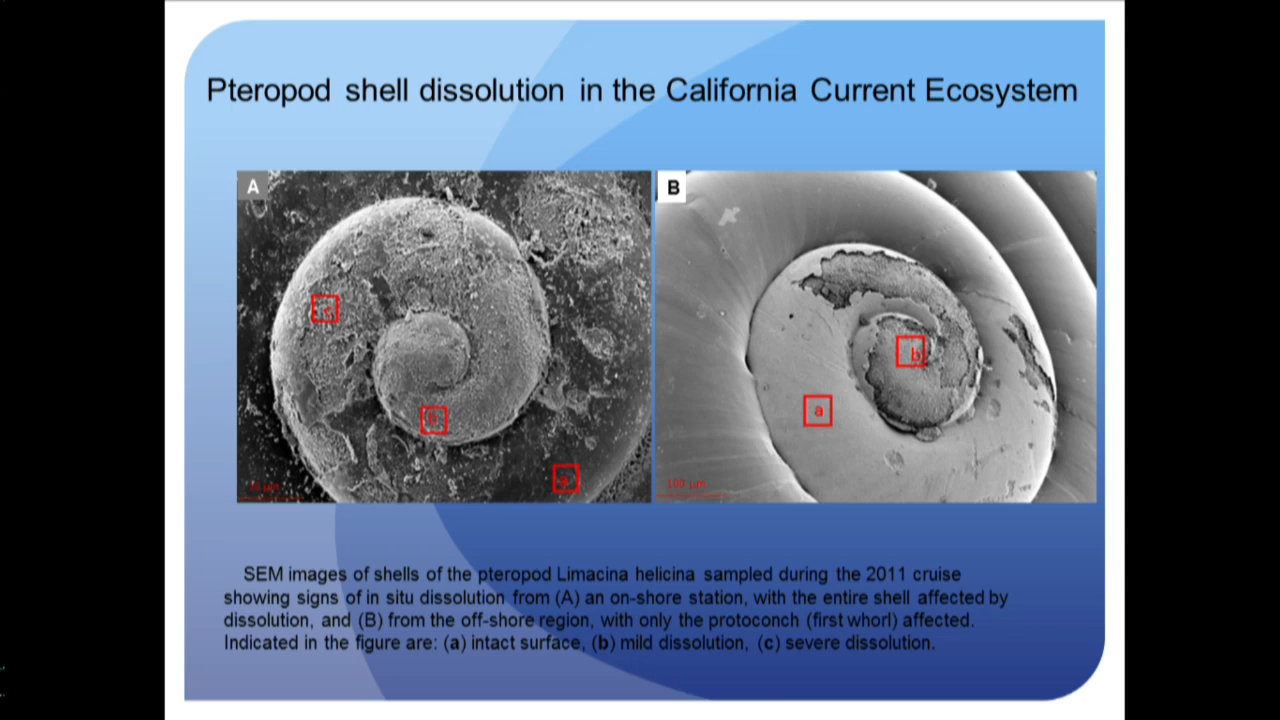 Pteropod shell dissolution in the California Current Ecosystem
A
B
c
b
b
a
a
100 µm
SEM images of shells of the pteropod Limacina helicina sampled during the 2011 cruise
showing signs of in situ dissolution from (A) an on-shore station, with the entire shell affected by
dissolution, and (B) from the off-shore region, with only the protoconch (first whorl) affected.
Indicated in the figure are: (a) intact surface, (b) mild dissolution, (c) severe dissolution.